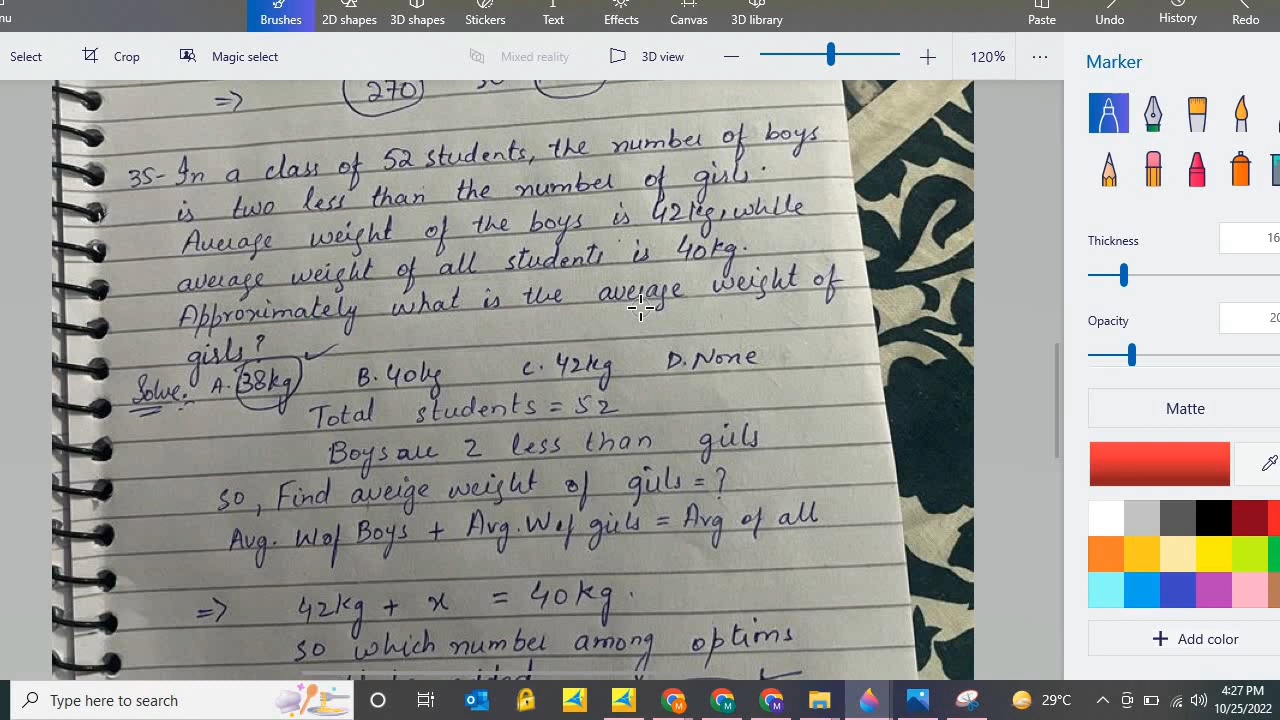 nu
Brushes 2D shapes 3D shapes Stickers Text Effects Canvas 3D library Paste Undo History Redo
Select Crop Magic select Mixed reality 3D view 120%
Marker
Thickness 16
Opacity 20
Matte
Add color
=> 270
35- In a class of 52 students, the number of boys
is two less than the number of girls.
Average weight of the boys is 42kg, while
average weight of all students is 40kg.
Approximately what is the average weight of
girls?
Solve: A. 38kg B. 40kg C. 42kg D. None
Total students = 52
Boys are 2 less than girls
so, Find aveige weight of girls = ?
Avg. W of Boys + Avg. W of girls = Avg of all
=> 42kg + x = 40kg.
so which number among options
Type here to search
29°C
4:27 PM
10/25/2022